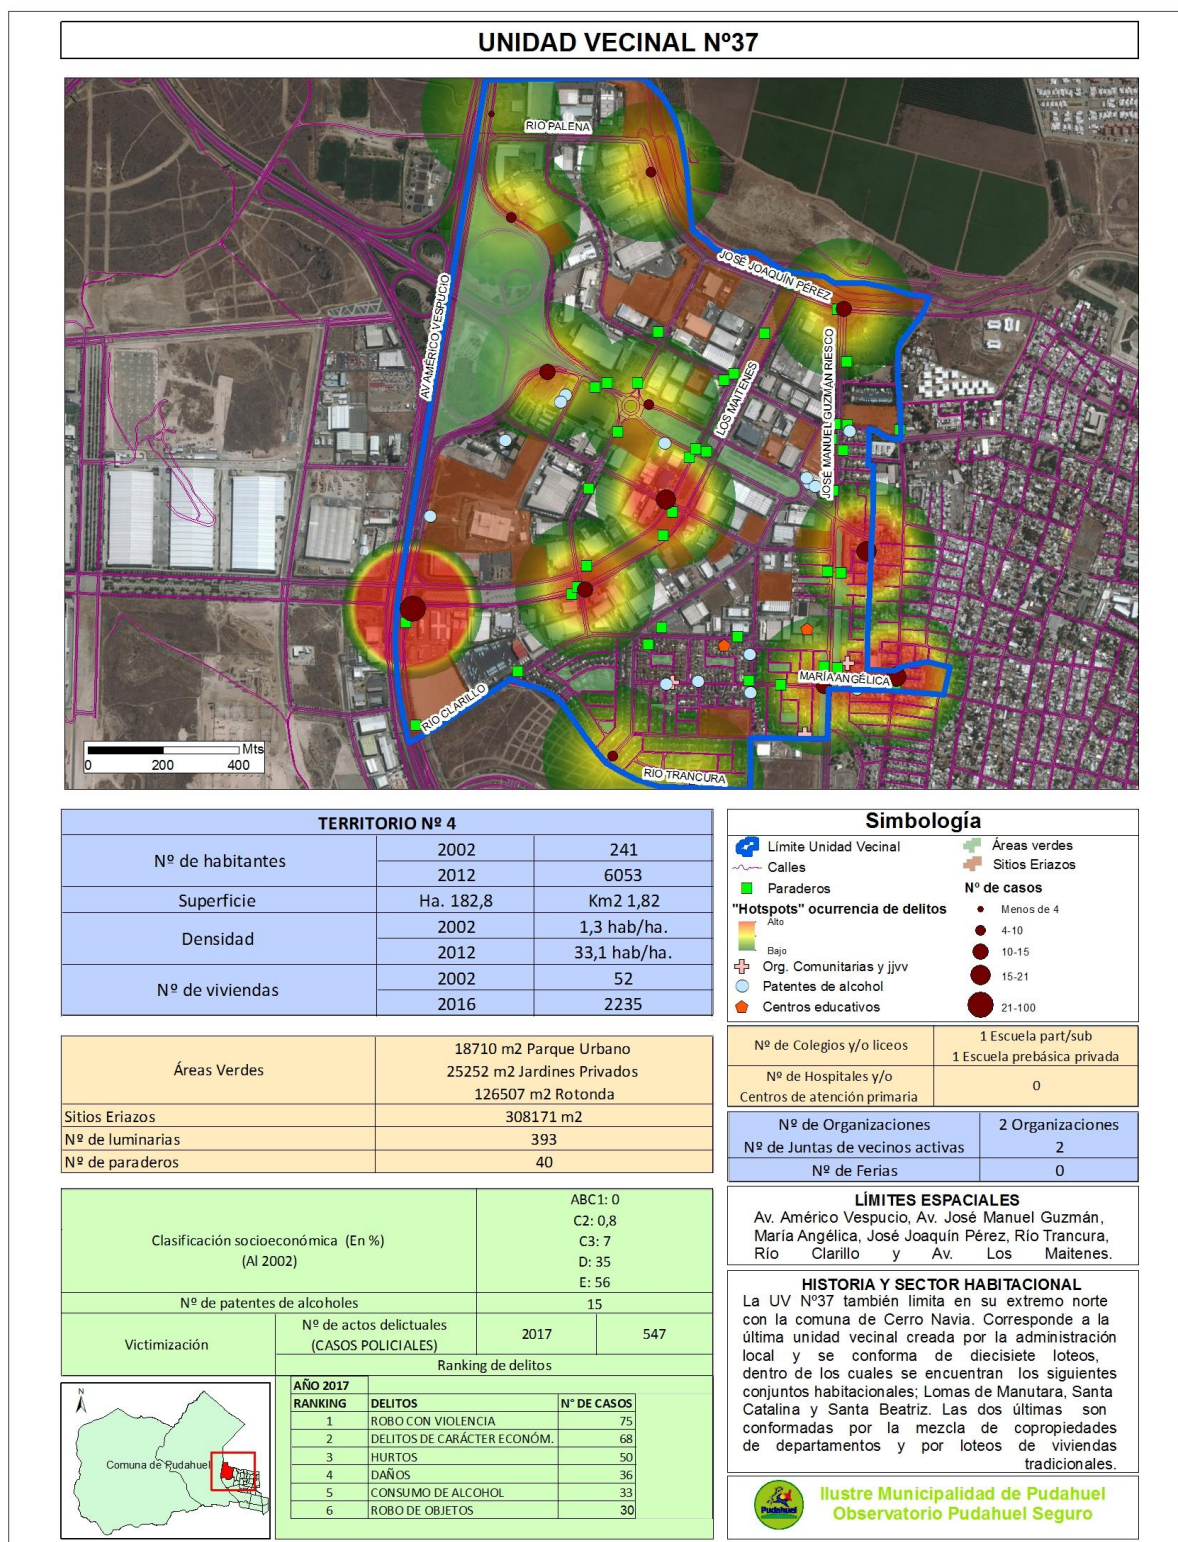 UNIDAD VECINAL Nº37
RIO PALENA
JOSÉ JOAQUÍN PÉREZ
AV AMÉRICO VESPUCIO
LOS MAITENES
JOSÉ MANUEL GUZMÁN RIESCO
MARÍA ANGÉLICA
RIO CLARILLO
RIO TRANCURA
Mts
0 200 400
TERRITORIO Nº 4
Nº de habitantes
2002 241
2012 6053
Superficie Ha. 182,8 Km2 1,82
Densidad
2002 1,3 hab/ha.
2012 33,1 hab/ha.
Nº de viviendas
2002 52
2016 2235
Simbología
Límite Unidad Vecinal
Calles
Paraderos
"Hotspots" ocurrencia de delitos
Alto
Bajo
Org. Comunitarias y jjvv
Patentes de alcohol
Centros educativos
Áreas verdes
Sitios Eriazos
Nº de casos
Menos de 4
4-10
10-15
15-21
21-100
Áreas Verdes
18710 m2 Parque Urbano
25252 m2 Jardines Privados
126507 m2 Rotonda
Sitios Eriazos 308171 m2
Nº de luminarias 393
Nº de paraderos 40
Nº de Colegios y/o liceos
1 Escuela part/sub
1 Escuela prebásica privada
Nº de Hospitales y/o
Centros de atención primaria
0
Nº de Organizaciones 2 Organizaciones
Nº de Juntas de vecinos activas 2
Nº de Ferias 0
Clasificación socioeconómica (En %)
(Al 2002)
ABC1: 0
C2: 0,8
C3: 7
D: 35
E: 56
Nº de patentes de alcoholes 15
Victimización
Nº de actos delictuales
(CASOS POLICIALES)
2017 547
Ranking de delitos
AÑO 2017
RANKING DELITOS N° DE CASOS
1 ROBO CON VIOLENCIA 75
2 DELITOS DE CARÁCTER ECONÓM. 68
3 HURTOS 50
4 DAÑOS 36
5 CONSUMO DE ALCOHOL 33
6 ROBO DE OBJETOS 30
N
Comuna de Pudahuel
LÍMITES ESPACIALES
Av. Américo Vespucio, Av. José Manuel Guzmán,
María Angélica, José Joaquín Pérez, Río Trancura,
Río Clarillo y Av. Los Maitenes.
HISTORIA Y SECTOR HABITACIONAL
La UV Nº37 también limita en su extremo norte
con la comuna de Cerro Navia. Corresponde a la
última unidad vecinal creada por la administración
local y se conforma de diecisiete loteos,
dentro de los cuales se encuentran los siguientes
conjuntos habitacionales; Lomas de Manutara, Santa
Catalina y Santa Beatriz. Las dos últimas son
conformadas por la mezcla de copropiedades
de departamentos y por loteos de viviendas
tradicionales.
Pudahuel
Ilustre Municipalidad de Pudahuel
Observatorio Pudahuel Seguro